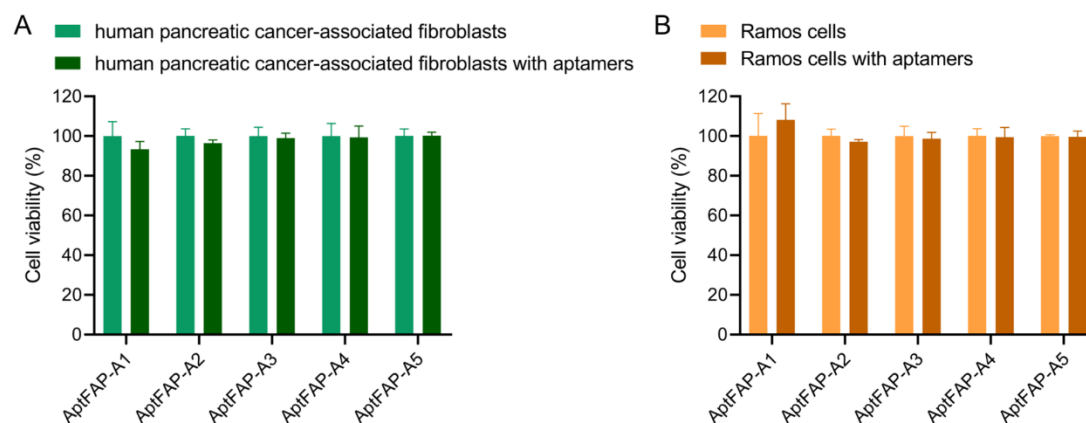 A
human pancreatic cancer-associated fibroblasts
human pancreatic cancer-associated fibroblasts with aptamers
Cell viability (%)
120
100
80
60
40
20
0
AptFAP-A1
AptFAP-A2
AptFAP-A3
AptFAP-A4
AptFAP-A5
B
Ramos cells
Ramos cells with aptamers
Cell viability (%)
120
100
80
60
40
20
0
AptFAP-A1
AptFAP-A2
AptFAP-A3
AptFAP-A4
AptFAP-A5